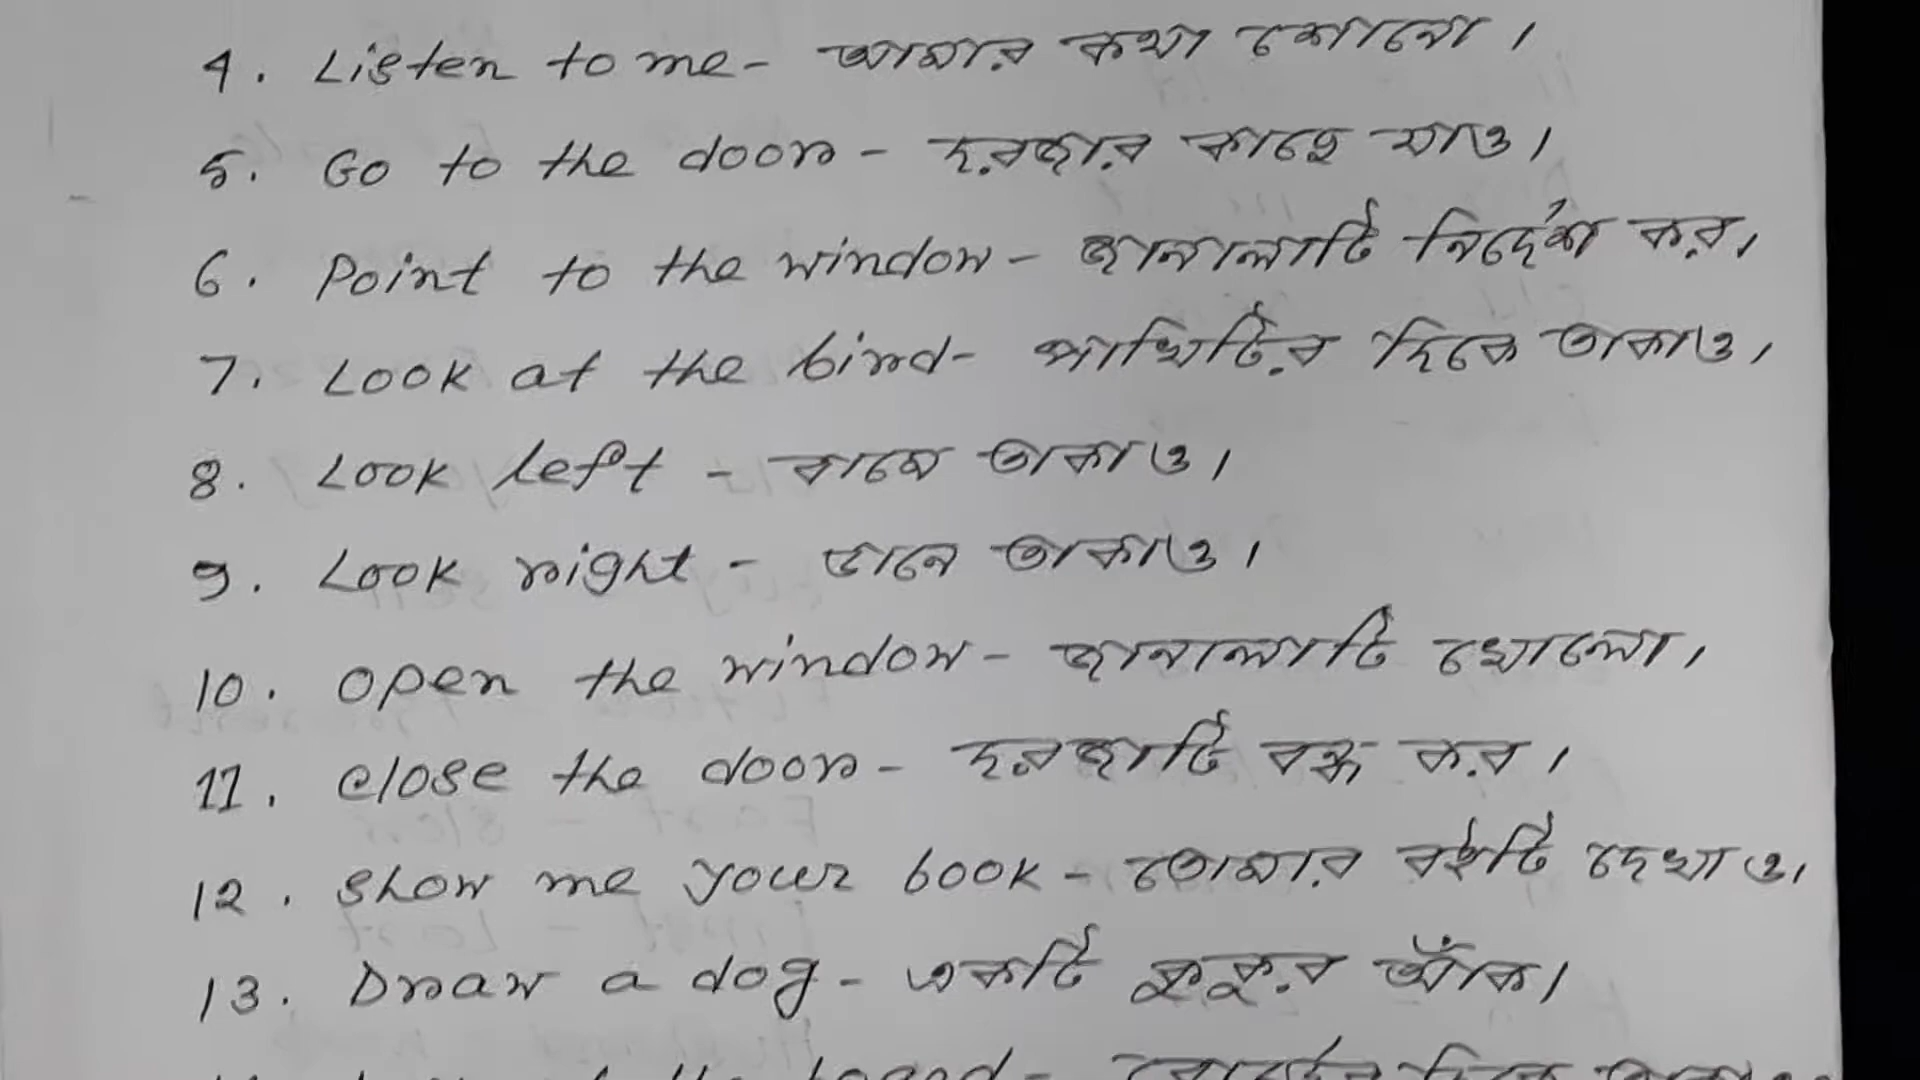 4. Listen to me - আমার কথা শোনো।
5. Go to the door - দরজার কাছে যাও।
6. Point to the window - জানালাটি নির্দেশ কর।
7. Look at the bird - পাখিটির দিকে তাকাও।
8. Look left - বামে তাকাও।
9. Look right - ডানে তাকাও।
10. Open the window - জানালাটি খোলো।
11. Close the door - দরজাটি বন্ধ কর।
12. Show me your book - তোমার বইটি দেখাও।
13. Draw a dog - একটি কুকুর আঁক।